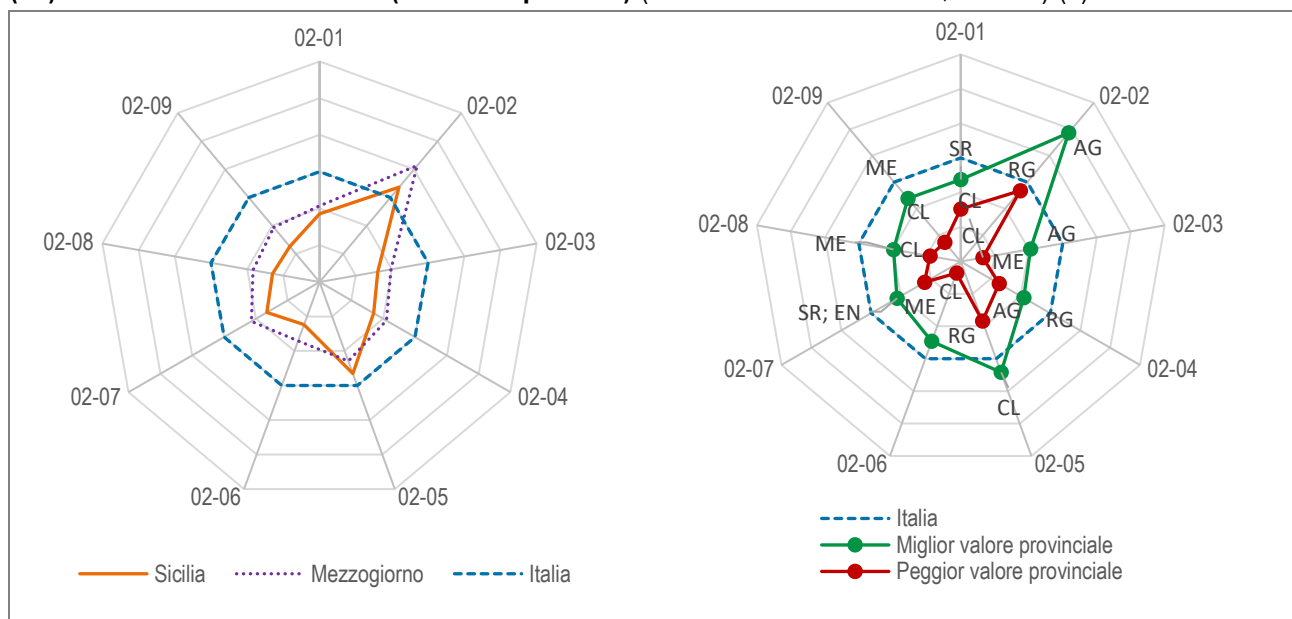 02-01
02-02
02-03
02-04
02-05
02-06
02-07
02-08
02-09
Sicilia
Mezzogiorno
Italia
02-01
02-02
02-03
02-04
02-05
02-06
02-07
02-08
02-09
SR
AG
RG
ME
CL
CL
CL
AG
ME
CL
ME
SR; EN
ME
CL
AG
RG
RG
CL
Italia
Miglior valore provinciale
Peggior valore provinciale